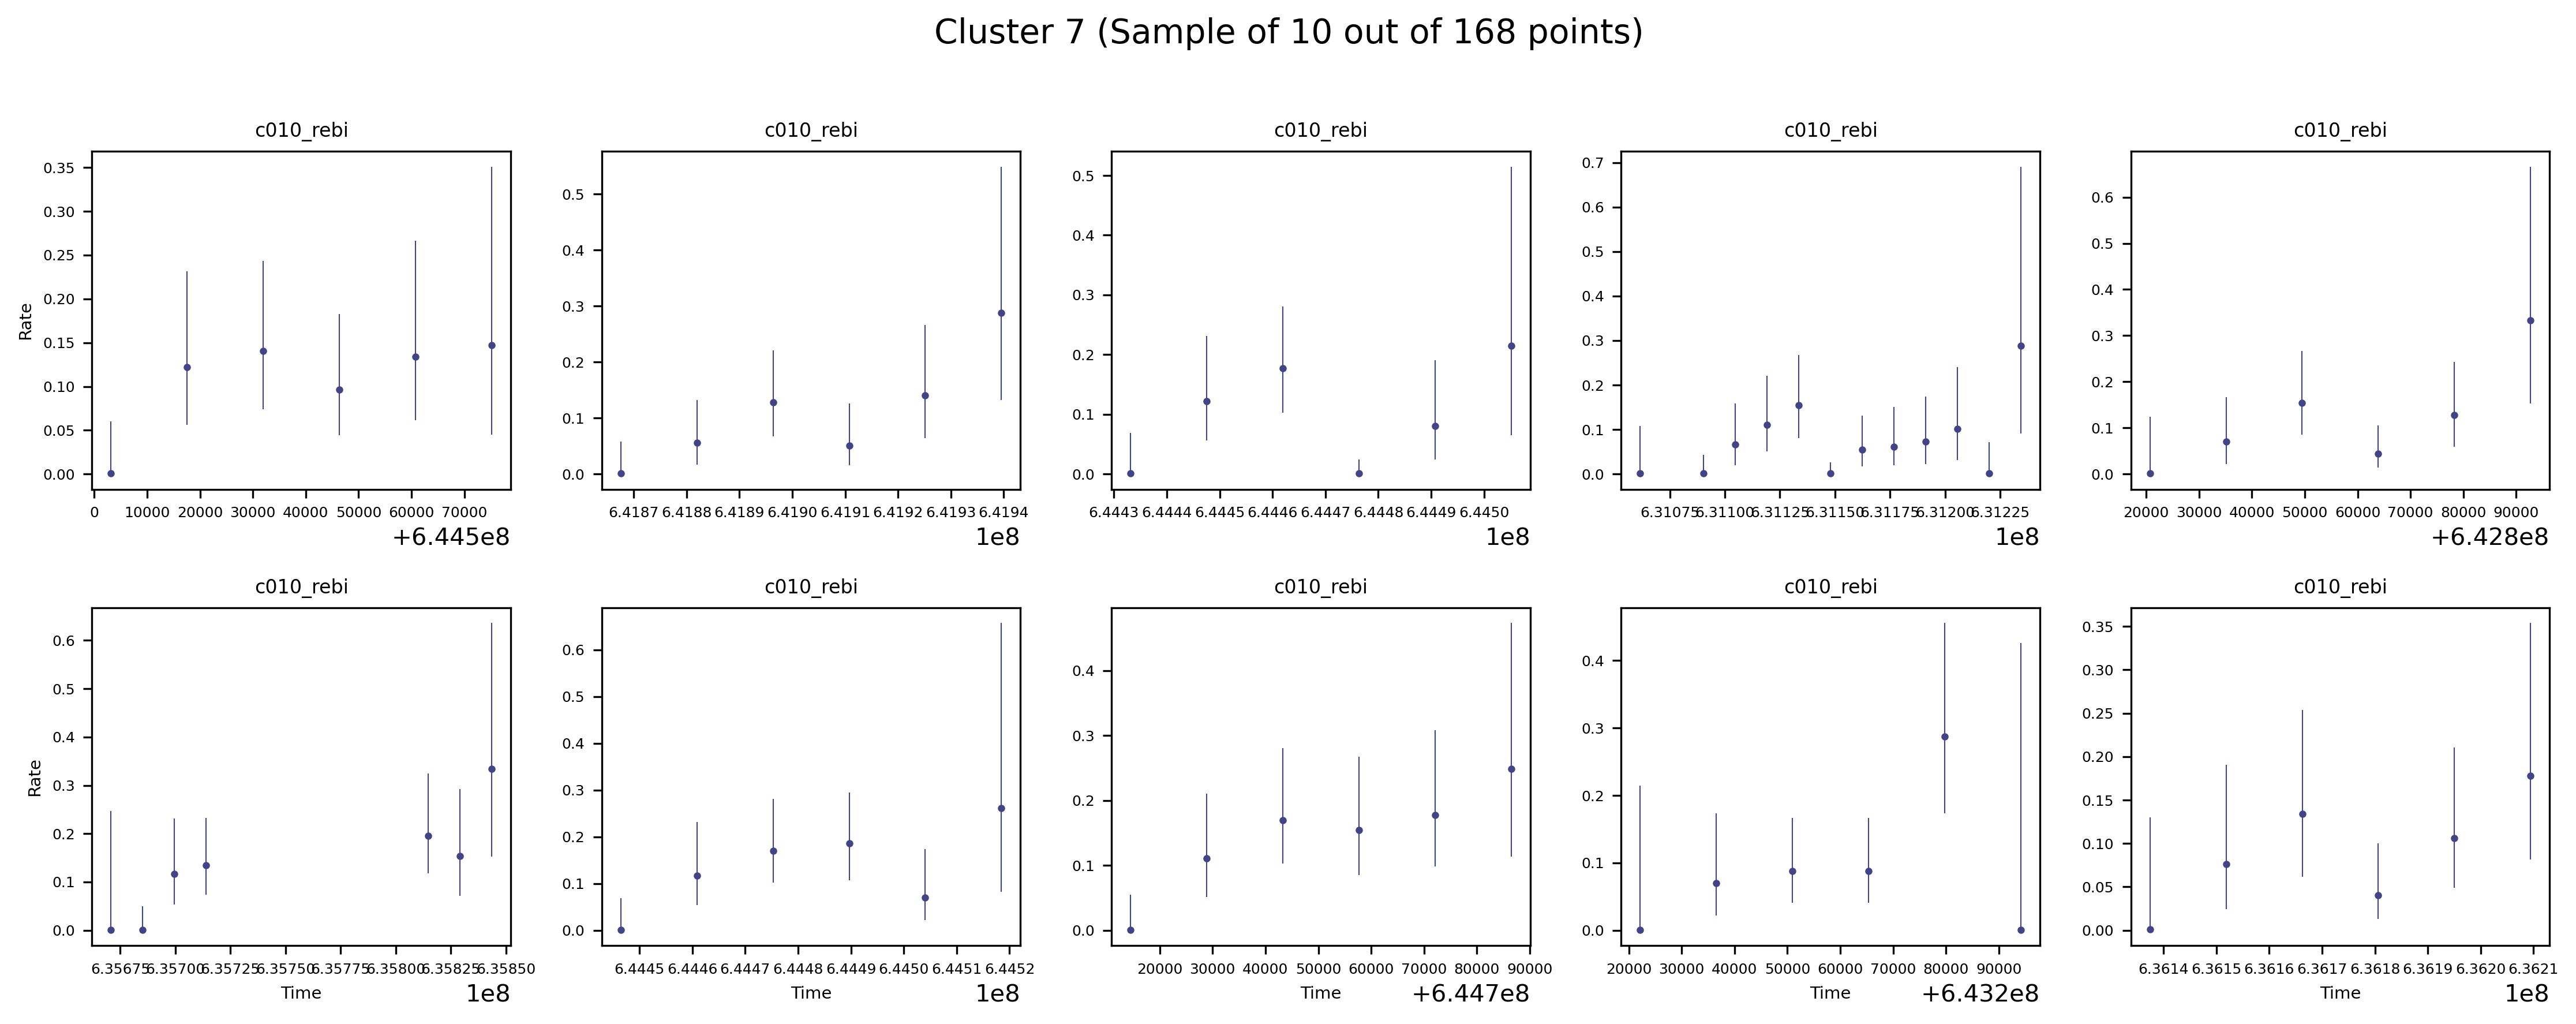 Cluster 7 (Sample of 10 out of 168 points)
c010_rebi c010_rebi c010_rebi c010_rebi c010_rebi
Rate
0.35 0.30 0.25 0.20 0.15 0.10 0.05 0.00
0 10000 20000 30000 40000 50000 60000 70000
+6.445e8
0.5 0.4 0.3 0.2 0.1 0.0
6.4187 6.4188 6.4189 6.4190 6.4191 6.4192 6.4193 6.4194
1e8
0.5 0.4 0.3 0.2 0.1 0.0
6.4443 6.4444 6.4445 6.4446 6.4447 6.4448 6.4449 6.4450
1e8
0.7 0.6 0.5 0.4 0.3 0.2 0.1 0.0
6.31075 6.31100 6.31125 6.31150 6.31175 6.31200 6.31225
1e8
0.6 0.5 0.4 0.3 0.2 0.1 0.0
20000 30000 40000 50000 60000 70000 80000 90000
+6.428e8
c010_rebi c010_rebi c010_rebi c010_rebi c010_rebi
Rate
0.6 0.5 0.4 0.3 0.2 0.1 0.0
6.35675 6.35700 6.35725 6.35750 6.35775 6.35800 6.35825 6.35850
Time 1e8
0.6 0.5 0.4 0.3 0.2 0.1 0.0
6.4445 6.4446 6.4447 6.4448 6.4449 6.4450 6.4451 6.4452
Time 1e8
0.4 0.3 0.2 0.1 0.0
20000 30000 40000 50000 60000 70000 80000 90000
Time +6.447e8
0.4 0.3 0.2 0.1 0.0
20000 30000 40000 50000 60000 70000 80000 90000
Time +6.432e8
0.35 0.30 0.25 0.20 0.15 0.10 0.05 0.00
6.3614 6.3615 6.3616 6.3617 6.3618 6.3619 6.3620 6.3621
Time 1e8